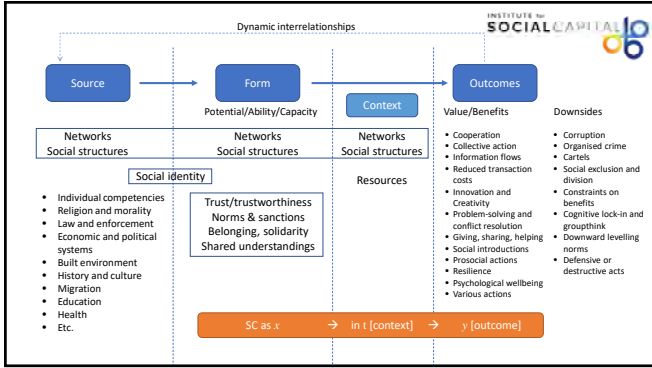 Dynamic interrelationships
INSTITUTE for
SOCIALCAPITAL
Source
Form
Context
Outcomes
Potential/Ability/Capacity
Value/Benefits
Downsides
Networks
Social structures
Networks
Social structures
Networks
Social structures
Social identity
Resources
• Individual competencies
• Religion and morality
• Law and enforcement
• Economic and political
systems
• Built environment
• History and culture
• Migration
• Education
• Health
• Etc.
Trust/trustworthiness
Norms & sanctions
Belonging, solidarity
Shared understandings
• Cooperation
• Collective action
• Information flows
• Reduced transaction
costs
• Innovation and
Creativity
• Problem-solving and
conflict resolution
• Giving, sharing, helping
• Social introductions
• Prosocial actions
• Resilience
• Psychological wellbeing
• Various actions
• Corruption
• Organised crime
• Cartels
• Social exclusion and
division
• Constraints on
benefits
• Cognitive lock-in and
groupthink
• Downward levelling
norms
• Defensive or
destructive acts
SC as x → in t [context] → y [outcome]